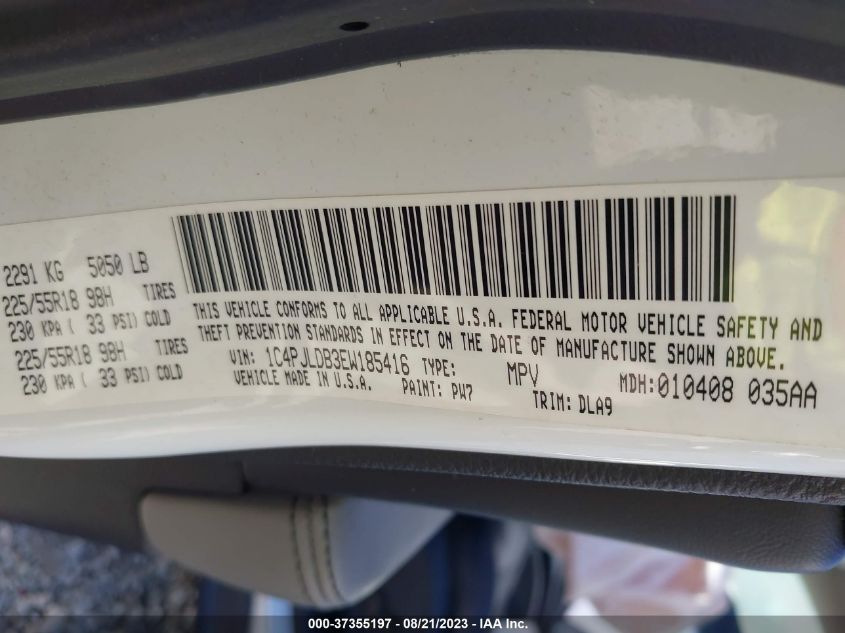 2291 KG 5050 LB
225/55R18 98H TIRES
230 KPA ( 33 PSI) COLD
225/55R18 98H TIRES
230 KPA ( 33 PSI) COLD
THIS VEHICLE CONFORMS TO ALL APPLICABLE U.S.A. FEDERAL MOTOR VEHICLE SAFETY AND
THEFT PREVENTION STANDARDS IN EFFECT ON THE DATE OF MANUFACTURE SHOWN ABOVE.
VIN: 1C4PJLDB3EW185416 TYPE: MPV MDH:010408 035AA
VEHICLE MADE IN U.S.A. PAINT: PW7 TRIM: DLA9
000-37355197 - 08/21/2023 - IAA Inc.